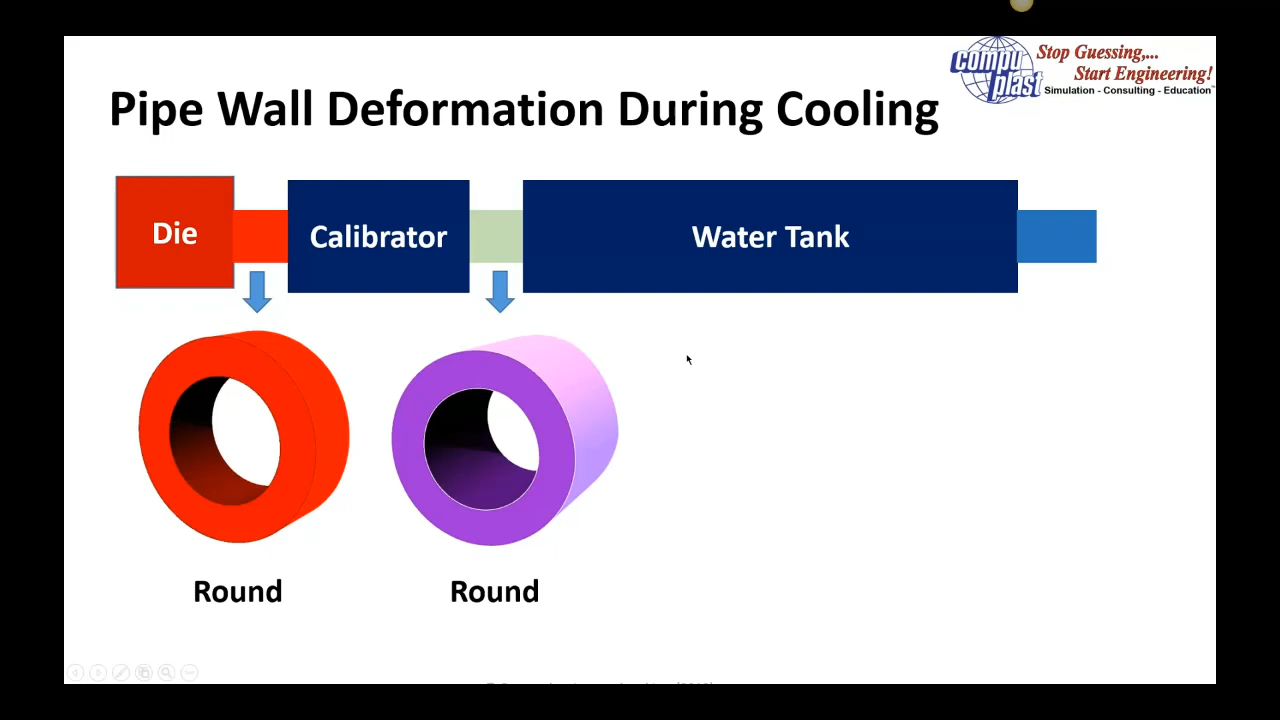 compu
plast
Stop Guessing,...
Start Engineering!
Simulation - Consulting - Education
Pipe Wall Deformation During Cooling
Die
Calibrator
Water Tank
Round
Round